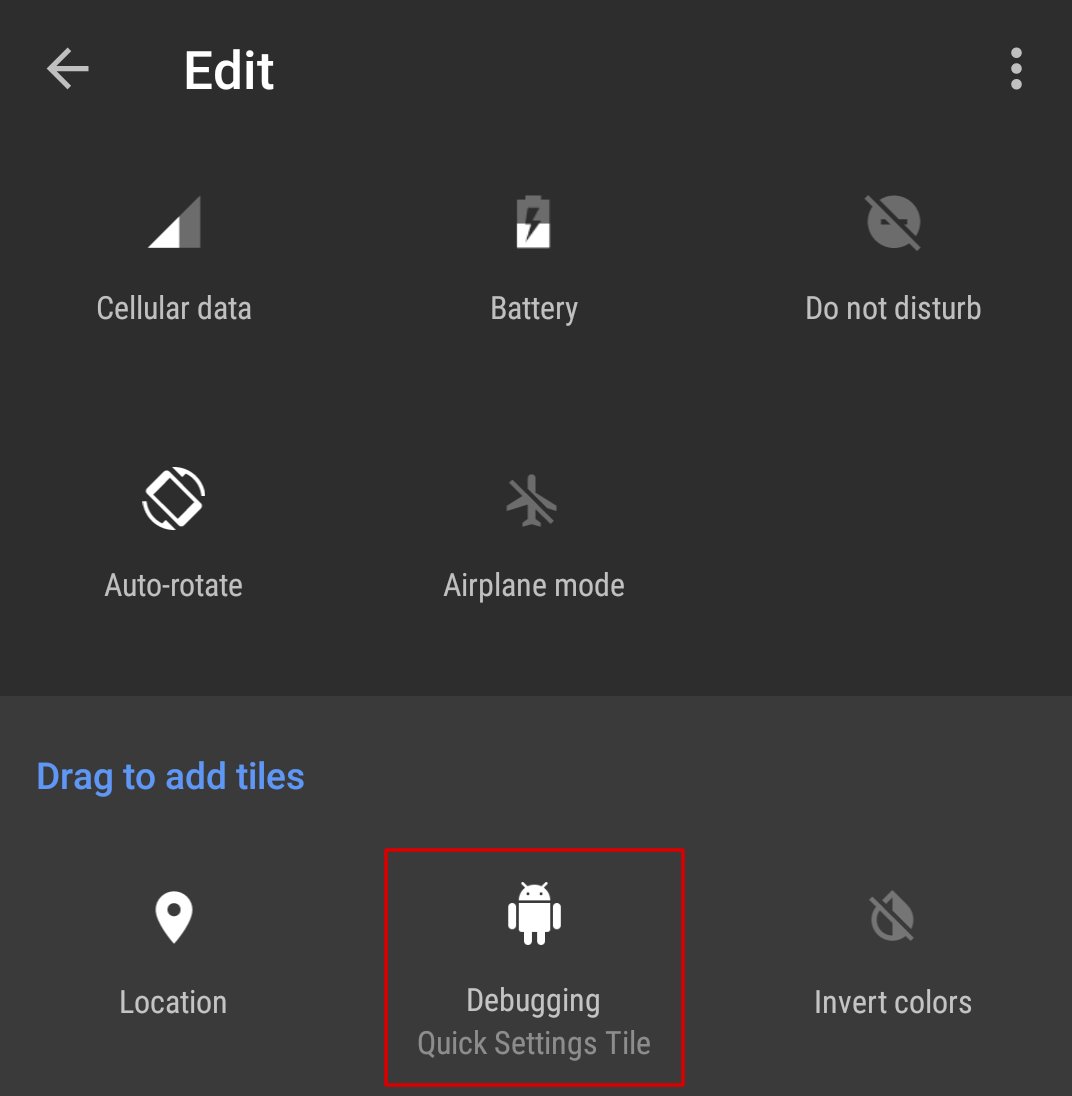 Edit
Cellular data
Battery
Do not disturb
Auto-rotate
Airplane mode
Drag to add tiles
Location
Debugging
Quick Settings Tile
Invert colors